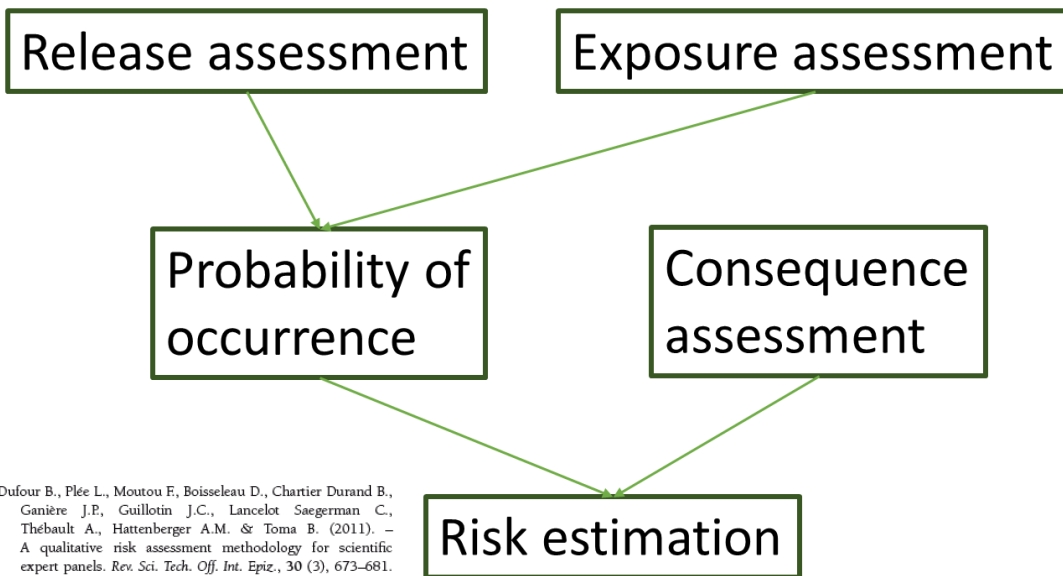 Release assessment
Exposure assessment
Probability of
occurrence
Consequence
assessment
Dufour B., Plée L., Moutou F., Boisseleau D., Chartier Durand B.,
Ganière J.P., Guillotin J.C., Lancelot Saegerman C.,
Thébault A., Hattenberger A.M. & Toma B. (2011). –
A qualitative risk assessment methodology for scientific
expert panels. Rev. Sci. Tech. Off. Int. Epiz., 30 (3), 673–681.
Risk estimation